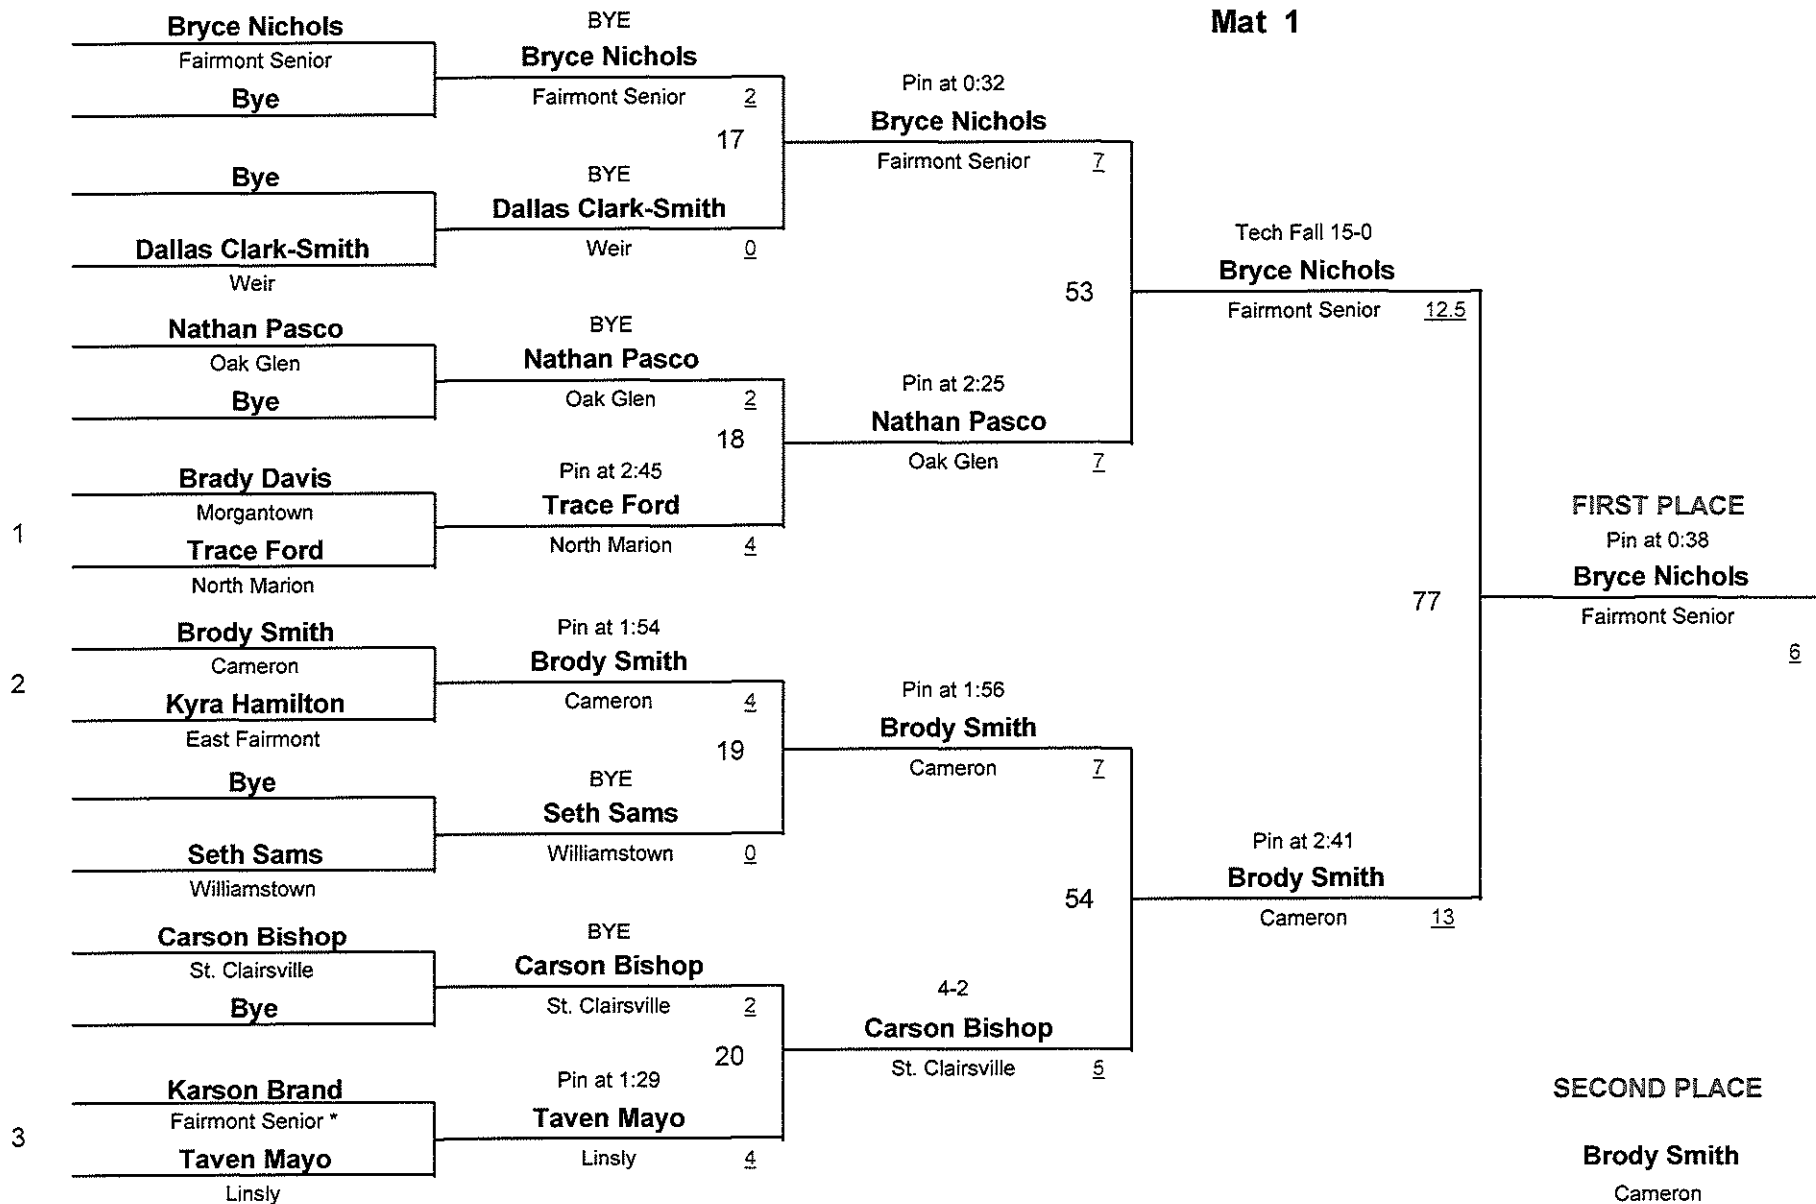 Mat 1
Bryce Nichols
Fairmont Senior
Bye
Bye
Dallas Clark-Smith
Weir
Nathan Pasco
Oak Glen
Bye
1
Brady Davis
Morgantown
Trace Ford
North Marion
2
Brody Smith
Cameron
Kyra Hamilton
East Fairmont
Bye
Seth Sams
Williamstown
Carson Bishop
St. Clairsville
Bye
3
Karson Brand
Fairmont Senior *
Taven Mayo
Linsly
BYE
Bryce Nichols
Fairmont Senior 2
17
BYE
Dallas Clark-Smith
Weir 0
BYE
Nathan Pasco
Oak Glen 2
18
Pin at 2:45
Trace Ford
North Marion 4
Pin at 1:54
Brody Smith
Cameron 4
19
BYE
Seth Sams
Williamstown 0
BYE
Carson Bishop
St. Clairsville 2
20
Pin at 1:29
Taven Mayo
Linsly 4
Pin at 0:32
Bryce Nichols
Fairmont Senior 7
53
Pin at 2:25
Nathan Pasco
Oak Glen 7
Pin at 1:56
Brody Smith
Cameron 7
54
4-2
Carson Bishop
St. Clairsville 5
Tech Fall 15-0
Bryce Nichols
Fairmont Senior 12.5
77
Pin at 2:41
Brody Smith
Cameron 13
FIRST PLACE
Pin at 0:38
Bryce Nichols
Fairmont Senior
6
SECOND PLACE
Brody Smith
Cameron